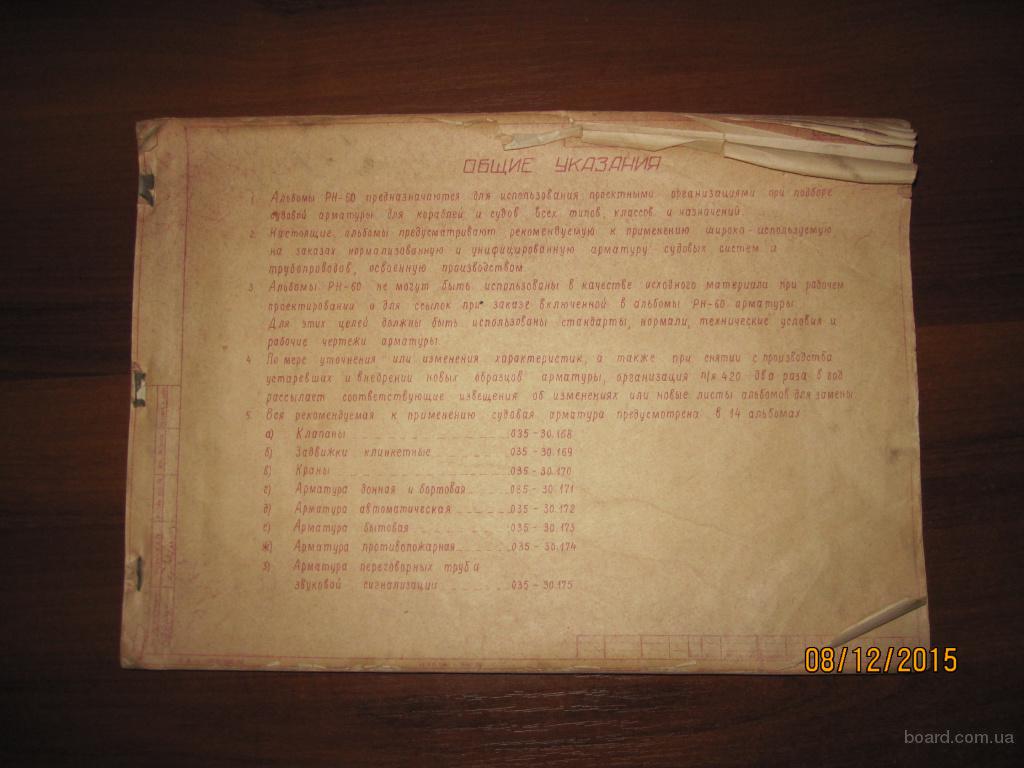 ОБЩИЕ УКАЗАНИЯ
1. Альбомы РН-60 предназначаются для использования проектными организациями при подборе
судовой арматуры для кораблей и судов всех типов, классов и назначений.
2. Настоящие альбомы предусматривают рекомендуемую к применению широко используемую
на заказах нормализованную и унифицированную арматуру судовых систем и
трубопроводов, освоенную производством
3. Альбомы РН-60 не могут быть использованы в качестве исходного материала при рабочем
проектировании и для ссылок при заказе включенной в альбомы РН-60 арматуры.
Для этих целей должны быть использованы стандарты, нормали, технические условия и
рабочие чертежи арматуры.
4. По мере уточнения или изменения характеристик, а также при снятии с производства
устаревших и внедрении новых образцов арматуры, организация п/я 420 два раза в год
рассылает соответствующие извещения об изменениях или новые листы альбомов для замены.
5. Вся рекомендуемая к применению судовая арматура предусмотрена в 14 альбомах
а) Клапаны 035-30.168
б) Задвижки клинкетные 035-30.169
в) Краны 035-30.170
г) Арматура донная и бортовая 035-30.171
д) Арматура автоматическая 035-30.172
е) Арматура бытовая 035-30.173
ж) Арматура противопожарная 035-30.174
з) Арматура переговорных труб и
звуковой сигнализации 035-30.175
08/12/2015
board.com.ua